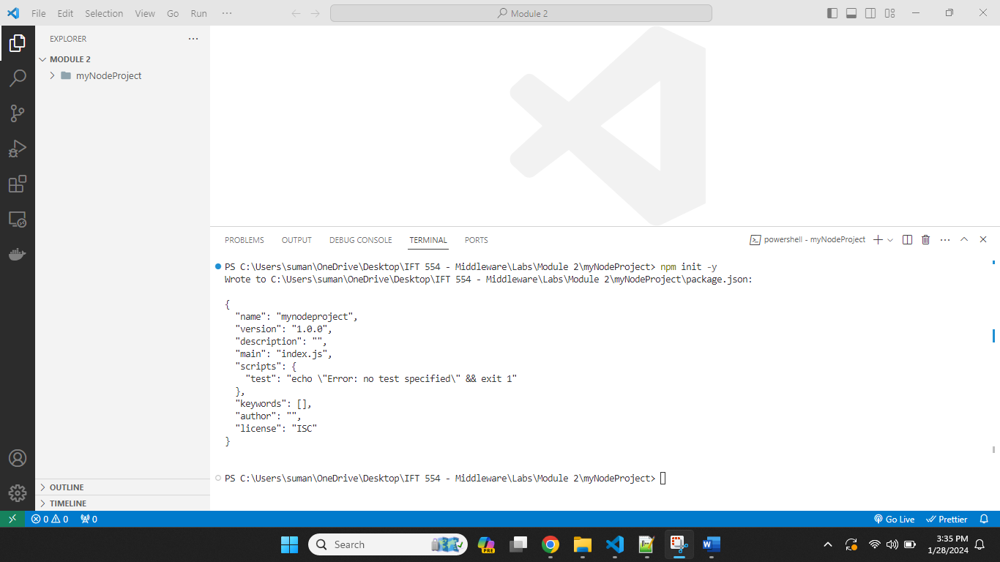 File Edit Selection View Go Run ···
Module 2
EXPLORER ···
MODULE 2
myNodeProject
PROBLEMS OUTPUT DEBUG CONSOLE TERMINAL PORTS
powershell - myNodeProject
PS C:\Users\suman\OneDrive\Desktop\IFT 554 - Middleware\Labs\Module 2\myNodeProject> npm init -y
Wrote to C:\Users\suman\OneDrive\Desktop\IFT 554 - Middleware\Labs\Module 2\myNodeProject\package.json:
{
"name": "mynodeproject",
"version": "1.0.0",
"description": "",
"main": "index.js",
"scripts": {
"test": "echo \"Error: no test specified\" && exit 1"
},
"keywords": [],
"author": "",
"license": "ISC"
}
PS C:\Users\suman\OneDrive\Desktop\IFT 554 - Middleware\Labs\Module 2\myNodeProject>
OUTLINE
TIMELINE
0 0 0 Go Live Prettier
Search
PRE
W
3:35 PM
1/28/2024